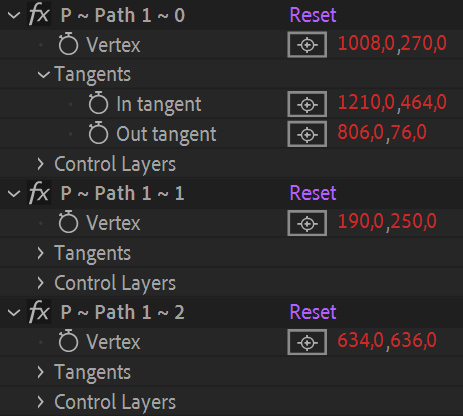 fx P ~ Path 1 ~ 0 Reset
Vertex 1008,0,270,0
Tangents
In tangent 1210,0,464,0
Out tangent 806,0,76,0
Control Layers
fx P ~ Path 1 ~ 1 Reset
Vertex 190,0,250,0
Tangents
Control Layers
fx P ~ Path 1 ~ 2 Reset
Vertex 634,0,636,0
Tangents
Control Layers